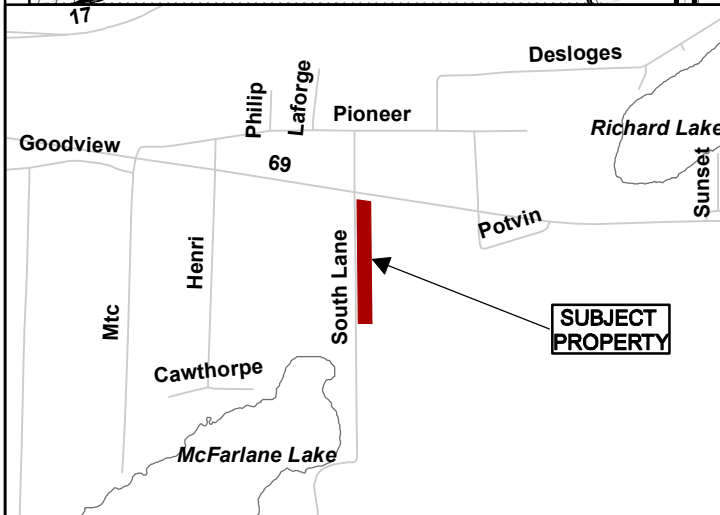 17
Desloges
Philip
Laforge
Pioneer
Richard Lake
Goodview
69
Sunset
Potvin
Henri
South Lane
Mtc
SUBJECT
PROPERTY
Cawthorpe
McFarlane Lake